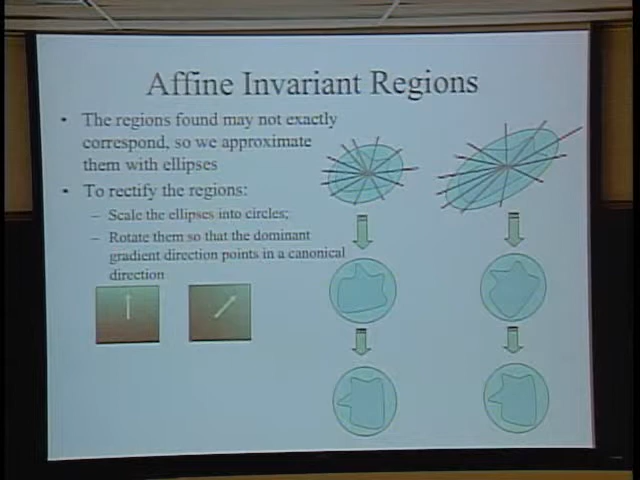 Affine Invariant Regions
• The regions found may not exactly
correspond, so we approximate
them with ellipses
• To rectify the regions:
– Scale the ellipses into circles;
– Rotate them so that the dominant
gradient direction points in a canonical
direction